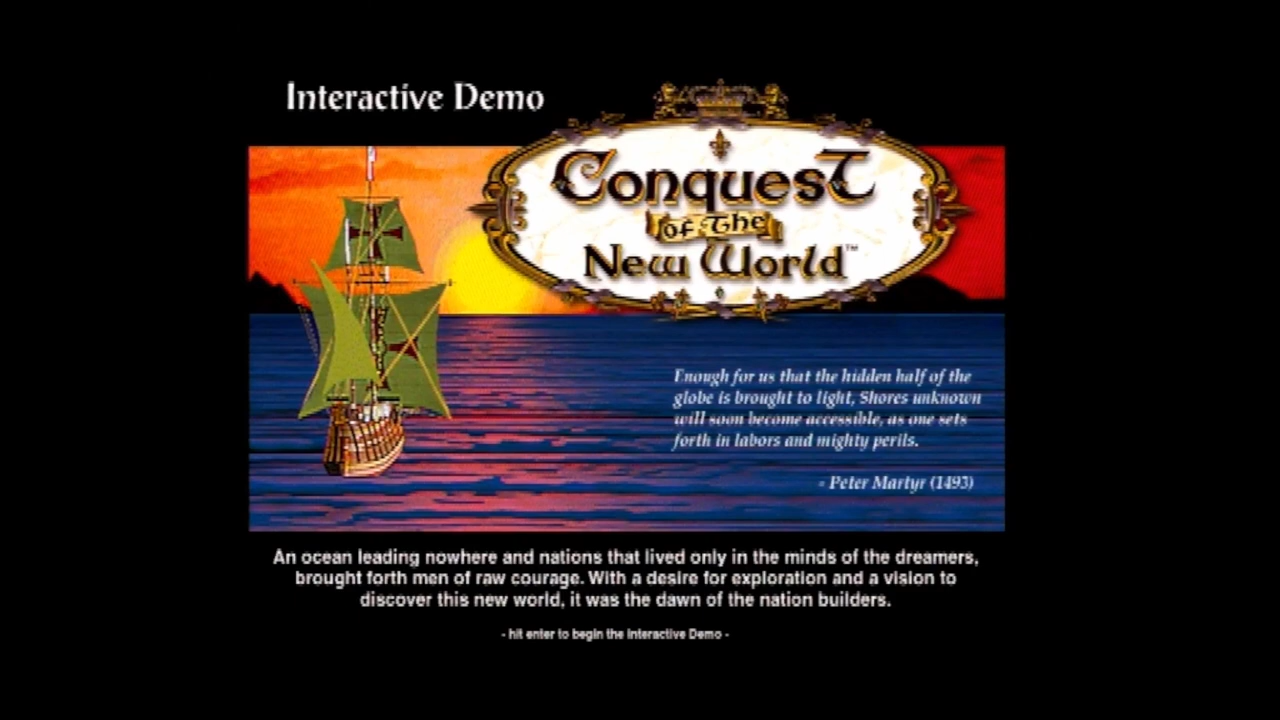 Interactive Demo
Conquest
of The
New World™
Enough for us that the hidden half of the
globe is brought to light, Shores unknown
will soon become accessible, as one sets
forth in labors and mighty perils.
- Peter Martyr (1493)
An ocean leading nowhere and nations that lived only in the minds of the dreamers,
brought forth men of raw courage. With a desire for exploration and a vision to
discover this new world, it was the dawn of the nation builders.
- hit enter to begin the Interactive Demo -